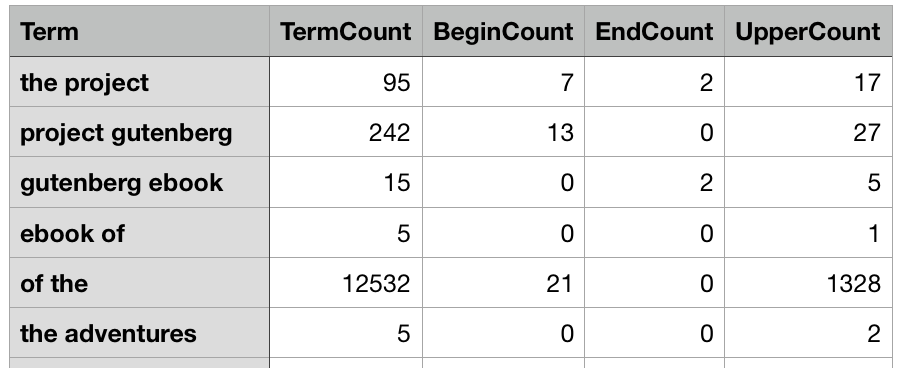 Term TermCount BeginCount EndCount UpperCount
the project 95 7 2 17
project gutenberg 242 13 0 27
gutenberg ebook 15 0 2 5
ebook of 5 0 0 1
of the 12532 21 0 1328
the adventures 5 0 0 2